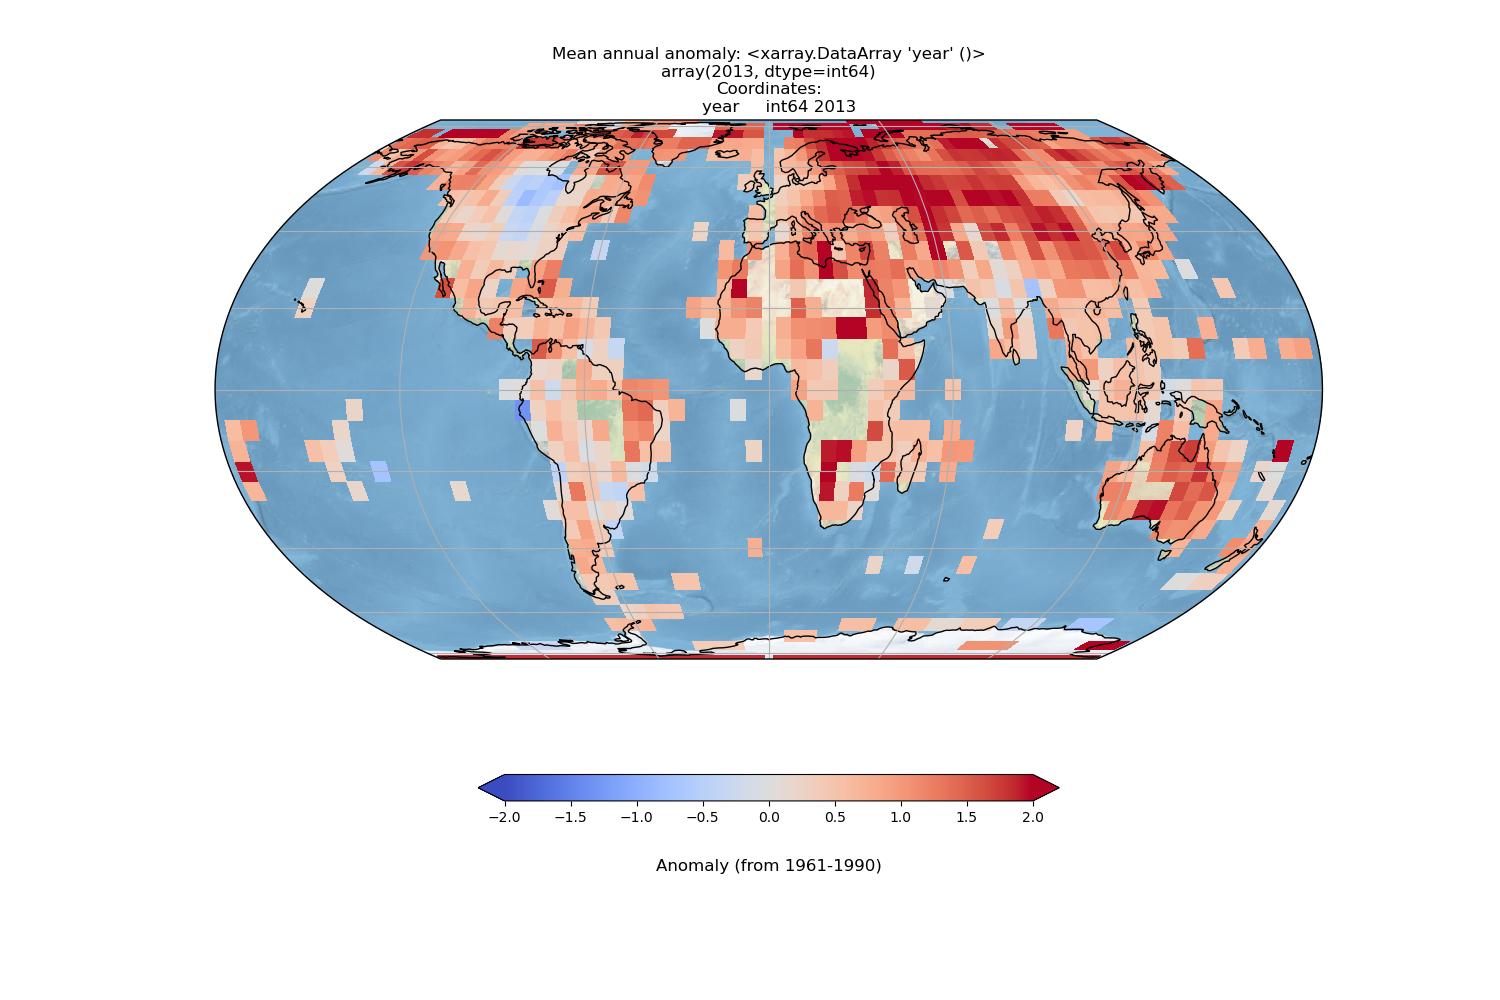 Mean annual anomaly: <xarray.DataArray 'year' ()>
array(2013, dtype=int64)
Coordinates:
year     int64 2013
−2.0 −1.5 −1.0 −0.5 0.0 0.5 1.0 1.5 2.0
Anomaly (from 1961-1990)